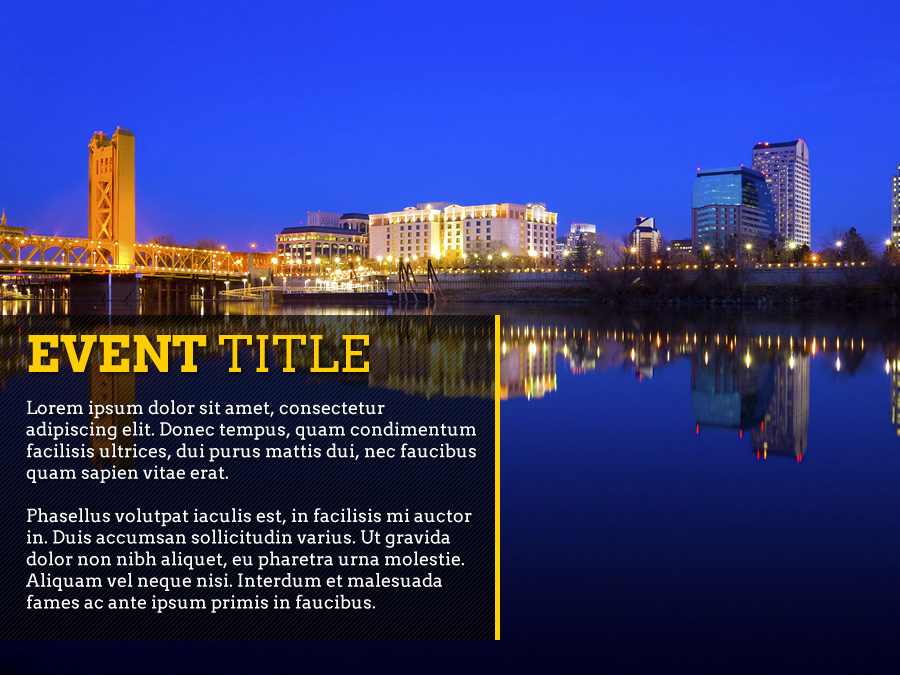 EVENT TITLE
Lorem ipsum dolor sit amet, consectetur
adipiscing elit. Donec tempus, quam condimentum
facilisis ultrices, dui purus mattis dui, nec faucibus
quam sapien vitae erat.
Phasellus volutpat iaculis est, in facilisis mi auctor
in. Duis accumsan sollicitudin varius. Ut gravida
dolor non nibh aliquet, eu pharetra urna molestie.
Aliquam vel neque nisi. Interdum et malesuada
fames ac ante ipsum primis in faucibus.